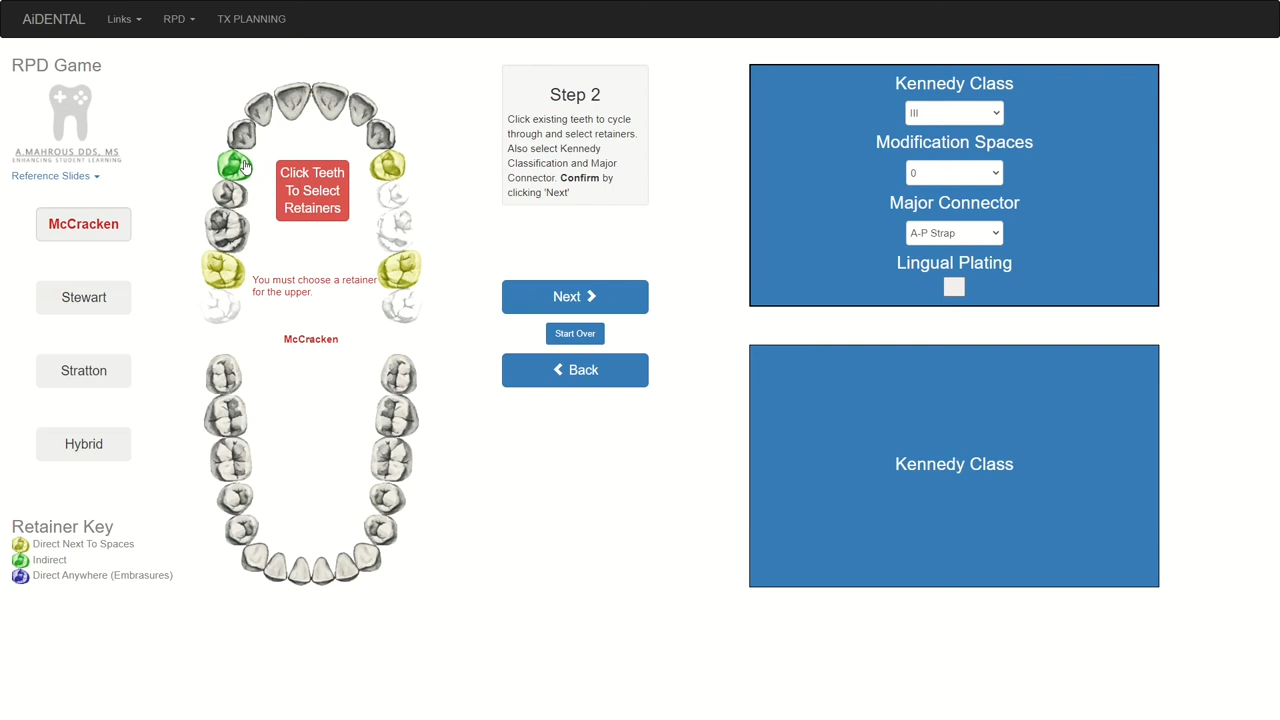 AiDENTAL Links RPD TX PLANNING
RPD Game
A.MAHROUS DDS, MS
ENHANCING STUDENT LEARNING
Reference Slides
McCracken
Stewart
Stratton
Hybrid
Retainer Key
Direct Next To Spaces
Indirect
Direct Anywhere (Embrasures)
Click Teeth
To Select
Retainers
You must choose a retainer
for the upper.
McCracken
Step 2
Click existing teeth to cycle
through and select retainers.
Also select Kennedy
Classification and Major
Connector. Confirm by
clicking 'Next'
Next
Start Over
Back
Kennedy Class
III
Modification Spaces
0
Major Connector
A-P Strap
Lingual Plating
Kennedy Class